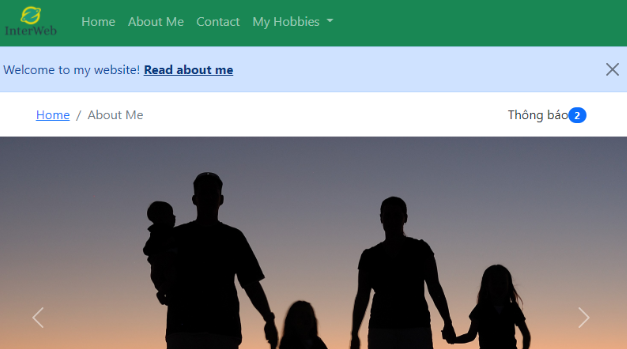 InterWeb
Home About Me Contact My Hobbies
Welcome to my website! Read about me
Home / About Me
Thông báo 2